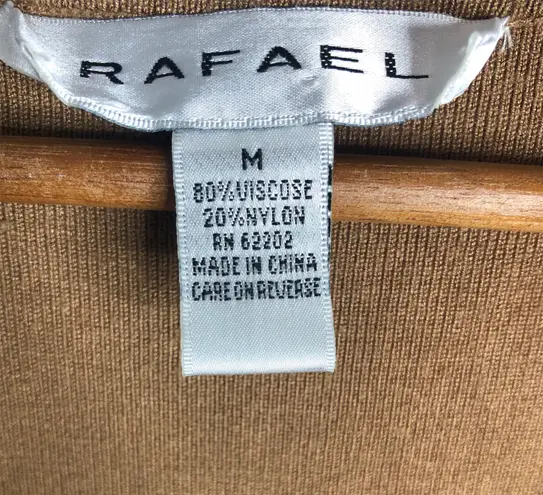 RAFAEL
M
80%VISCOSE
20%NYLON
RN 62202
MADE IN CHINA
CARE ON REVERSE